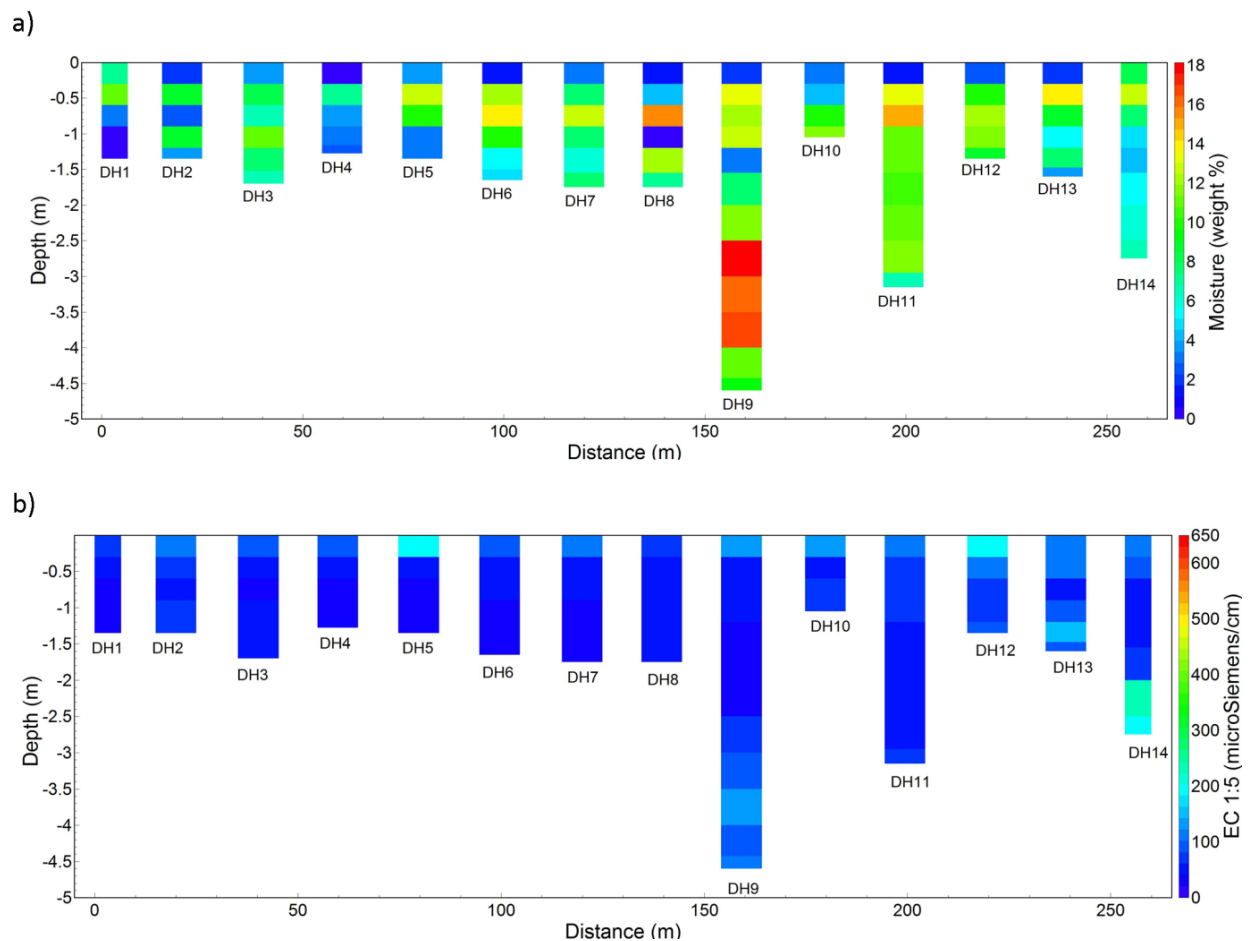 a)
0
-0.5
-1
-1.5
-2
-2.5
-3
-3.5
-4
-4.5
-5
Depth (m)
DH1
DH2
DH3
DH4
DH5
DH6
DH7
DH8
DH9
DH10
DH11
DH12
DH13
DH14
0
50
100
150
200
250
Distance (m)
18
16
14
12
10
8
6
4
2
0
Moisture (weight %)
b)
-0.5
-1
-1.5
-2
-2.5
-3
-3.5
-4
-4.5
-5
Depth (m)
DH1
DH2
DH3
DH4
DH5
DH6
DH7
DH8
DH9
DH10
DH11
DH12
DH13
DH14
0
50
100
150
200
250
Distance (m)
650
600
500
400
300
200
100
0
EC 1:5 (microSiemens/cm)